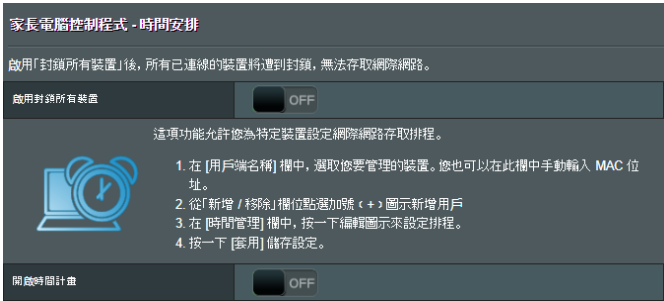 家長電腦控制程式 - 時間安排
啟用「封鎖所有裝置」後，所有已連線的裝置將遭到封鎖，無法存取網際網路。
啟用封鎖所有裝置
OFF
這項功能允許您為特定裝置設定網際網路存取排程。
1. 在 [用戶端名稱] 欄中，選取您要管理的裝置。您也可以在此欄中手動輸入 MAC 位
址。
2. 從「新增 / 移除」欄位點選加號（+）圖示新增用戶
3. 在 [時間管理] 欄中，按一下編輯圖示來設定排程。
4. 按一下 [套用] 儲存設定。
開啟時間計畫
OFF